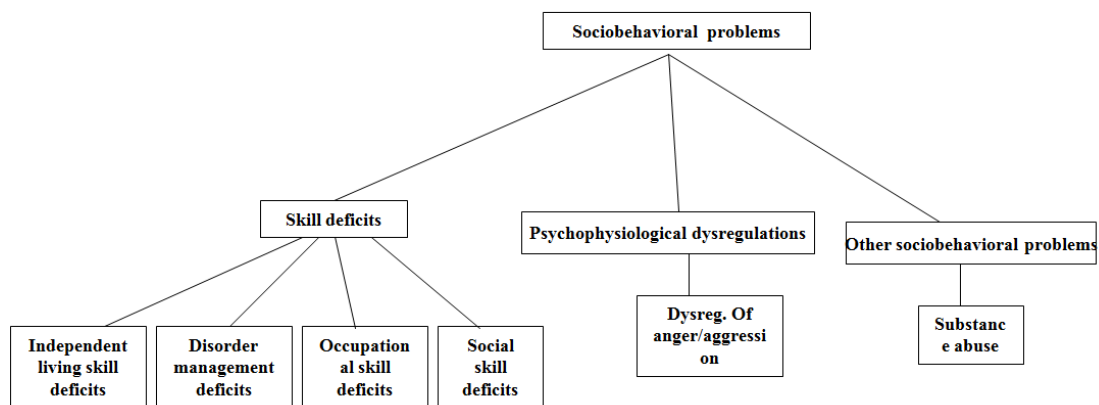 Sociobehavioral problems
Skill deficits
Psychophysiological dysregulations
Other sociobehavioral problems
Independent
living skill
deficits
Disorder
management
deficits
Occupation
al skill
deficits
Social
skill
deficits
Dysreg. Of
anger/aggressi
on
Substanc
e abuse